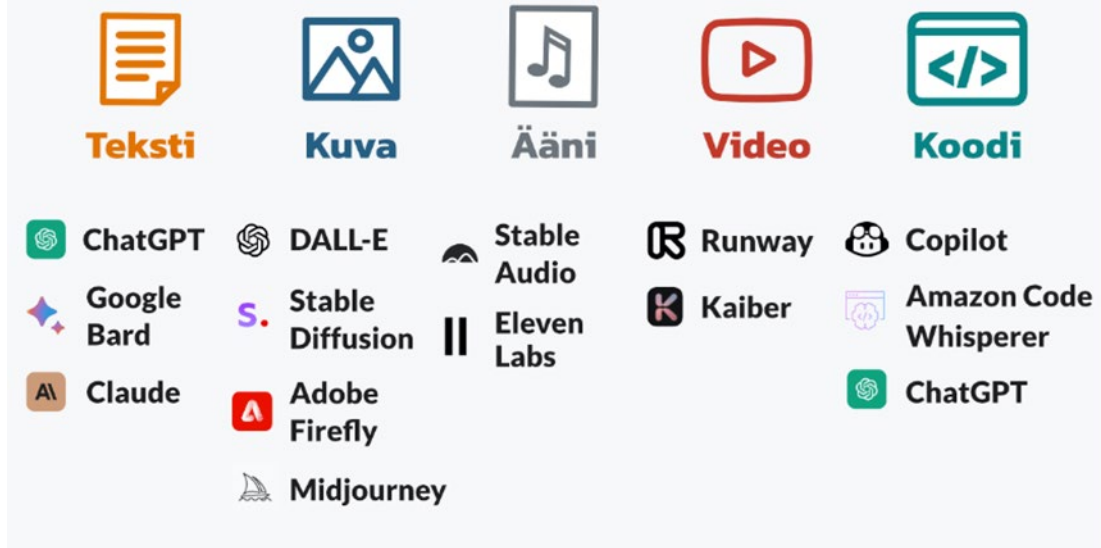 Teksti
ChatGPT
Google
Bard
Claude
Kuva
DALL-E
Stable
Diffusion
Adobe
Firefly
Midjourney
Ääni
Stable
Audio
Eleven
Labs
Video
Runway
Kaiber
</>
Koodi
Copilot
Amazon Code
Whisperer
ChatGPT